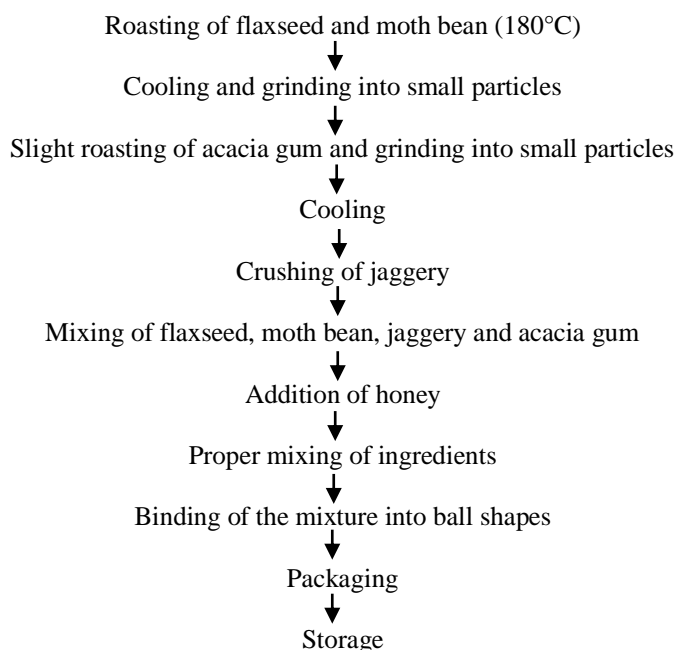 Roasting of flaxseed and moth bean (180°C)
Cooling and grinding into small particles
Slight roasting of acacia gum and grinding into small particles
Cooling
Crushing of jaggery
Mixing of flaxseed, moth bean, jaggery and acacia gum
Addition of honey
Proper mixing of ingredients
Binding of the mixture into ball shapes
Packaging
Storage